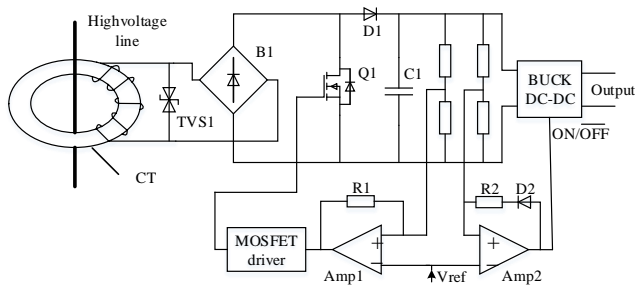 Highvoltage
line
B1
D1
Q1
C1
TVS1
BUCK
DC-DC
Output
ON/OFF
CT
R1
R2
D2
MOSFET
driver
+
−
Amp1
Vref
+
−
Amp2